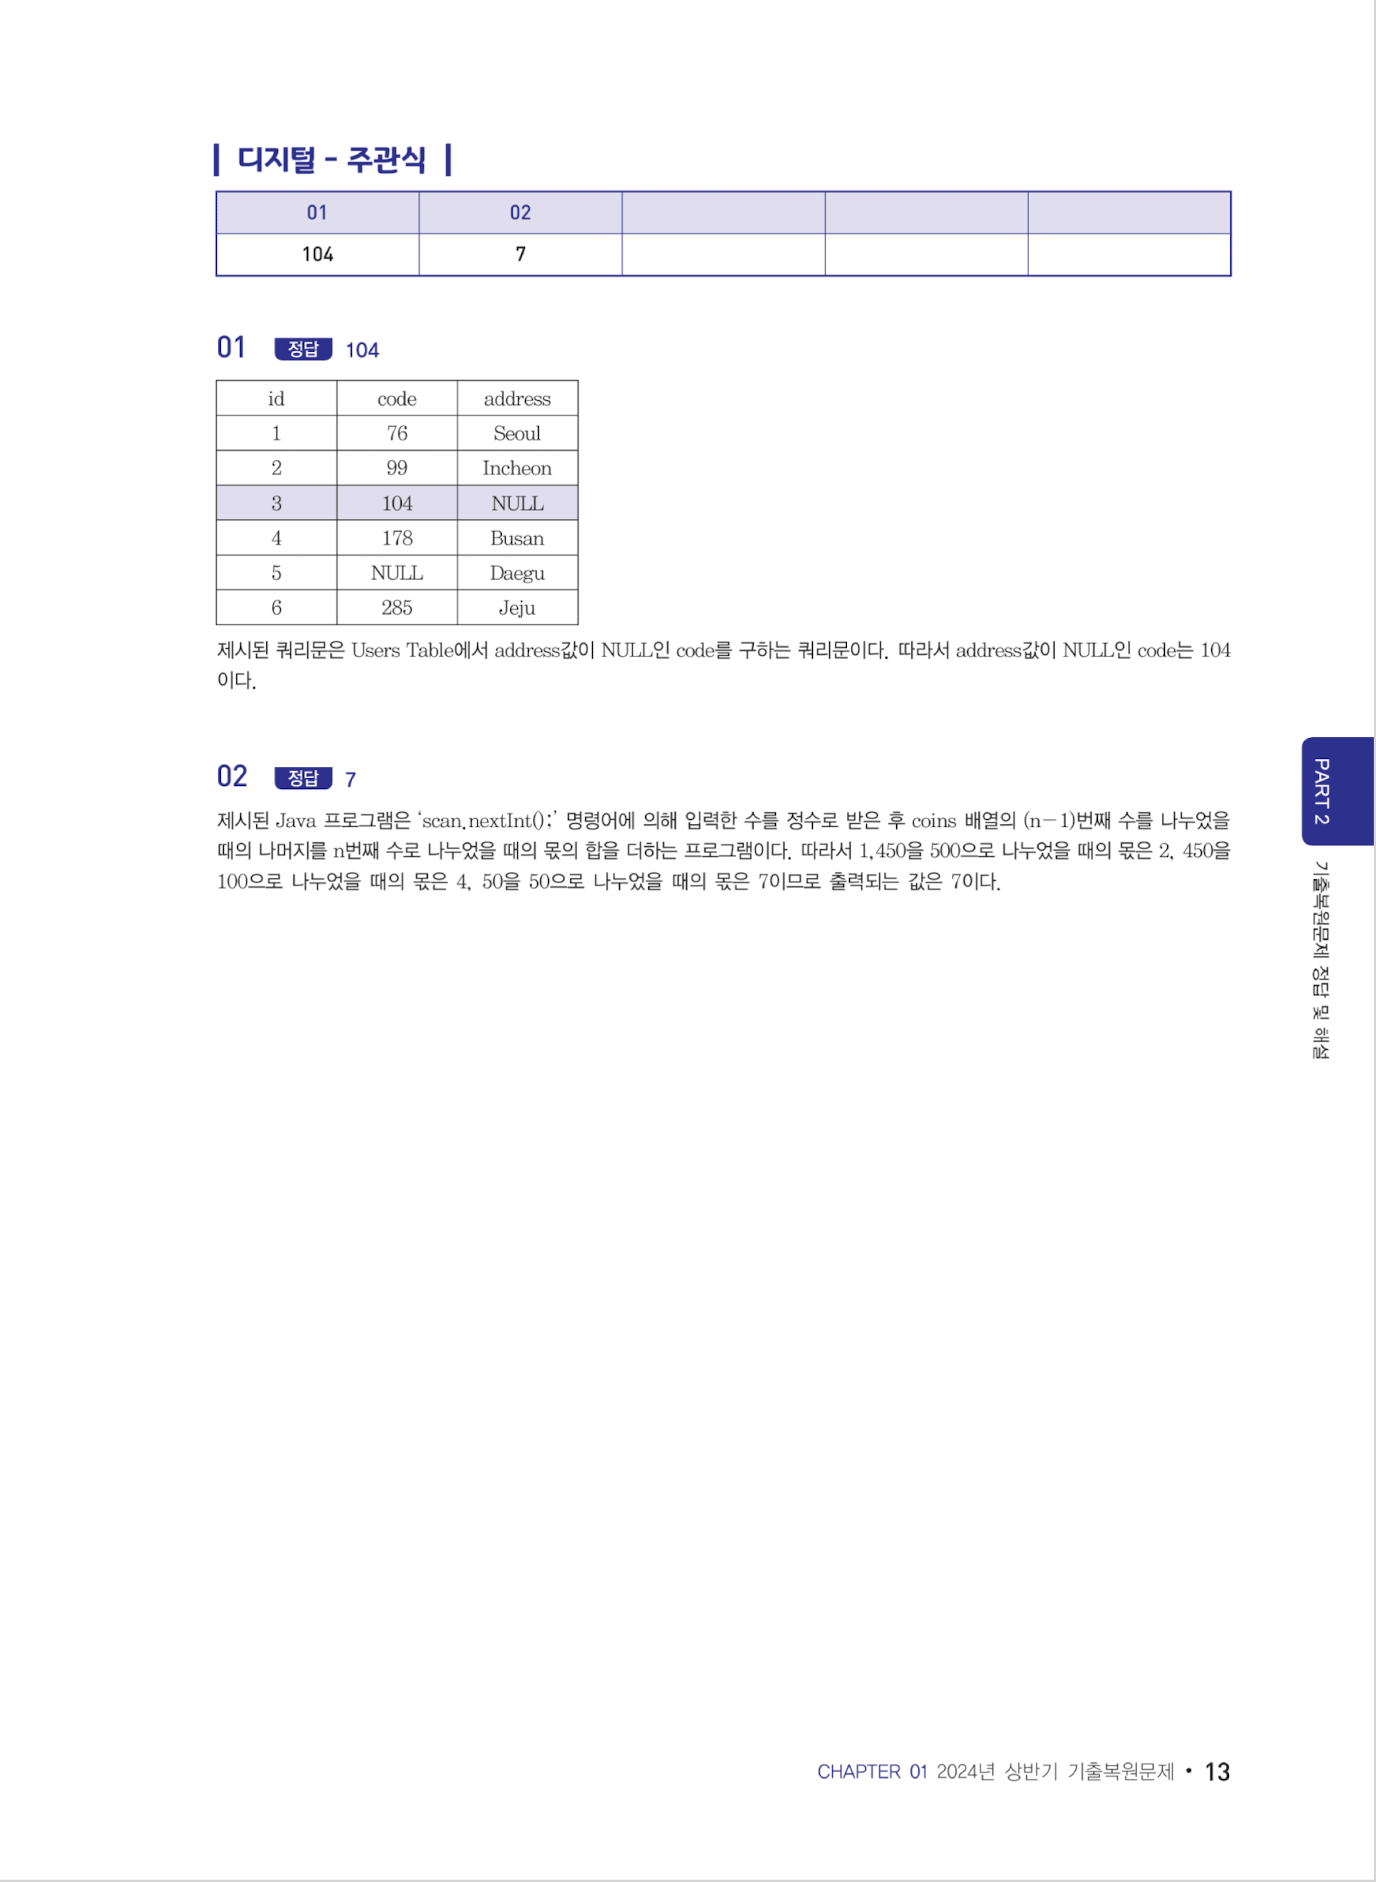 디지털 - 주관식
01 02
104 7
01 정답 104
id code address
1 76 Seoul
2 99 Incheon
3 104 NULL
4 178 Busan
5 NULL Daegu
6 285 Jeju
제시된 쿼리문은 Users Table에서 address값이 NULL인 code를 구하는 쿼리문이다. 따라서 address값이 NULL인 code는 104
이다.
02 정답 7
제시된 Java 프로그램은 ‘scan.nextInt();’ 명령어에 의해 입력한 수를 정수로 받은 후 coins 배열의 (n−1)번째 수를 나누었을
때의 나머지를 n번째 수로 나누었을 때의 몫의 합을 더하는 프로그램이다. 따라서 1,450을 500으로 나누었을 때의 몫은 2, 450을
100으로 나누었을 때의 몫은 4, 50을 50으로 나누었을 때의 몫은 7이므로 출력되는 값은 7이다.
PART 2
기출복원문제 정답 및 해설
CHAPTER 01 2024년 상반기 기출복원문제 • 13